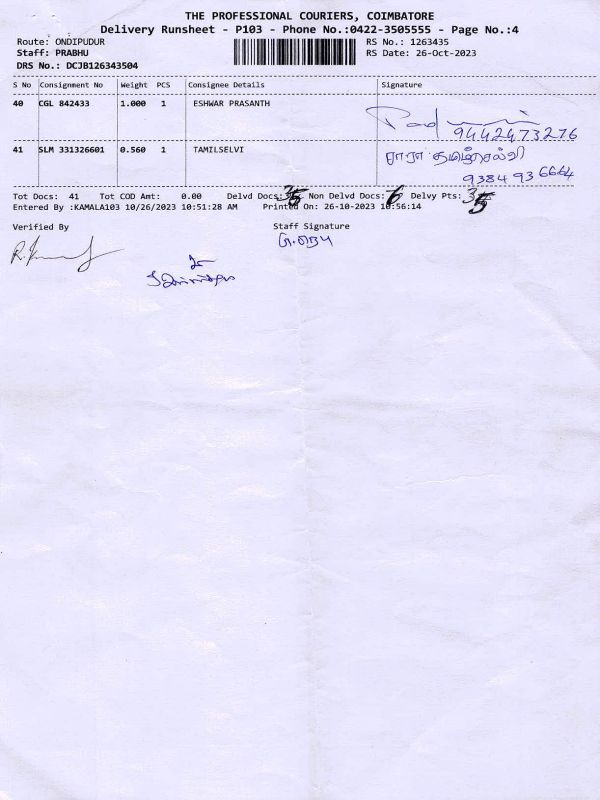 THE PROFESSIONAL COURIERS, COIMBATORE
Delivery Runsheet - P103 - Phone No.:0422-3505555 - Page No.:4
Route: ONDIPUDUR RS No.: 1263435
Staff: PRABHU RS Date: 26-Oct-2023
DRS No.: DCJB126343504
S No Consignment No Weight PCS Consignee Details Signature
40 CGL 842433 1.000 1 ESHWAR PRASANTH
9442473276
41 SLM 331326601 0.560 1 TAMILSELVI தமிழ்செல்வி
9384936664
Tot Docs: 41 Tot COD Amt: 0.00 Delvd Docs: 35 Non Delvd Docs: 6 Delvy Pts: 35
Entered By :KAMALA103 10/26/2023 10:51:28 AM Printed On: 26-10-2023 10:56:14
Verified By Staff Signature